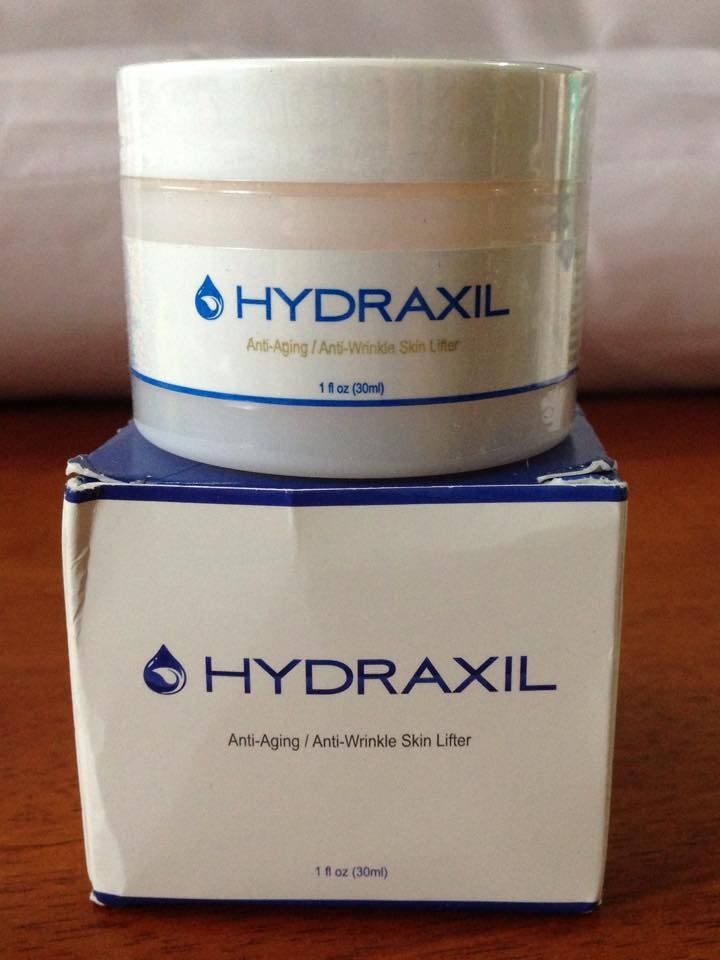 HYDRAXIL
Anti-Aging / Anti-Wrinkle Skin Lifter
1 fl oz (30ml)
HYDRAXIL
Anti-Aging / Anti-Wrinkle Skin Lifter
1 fl oz (30ml)